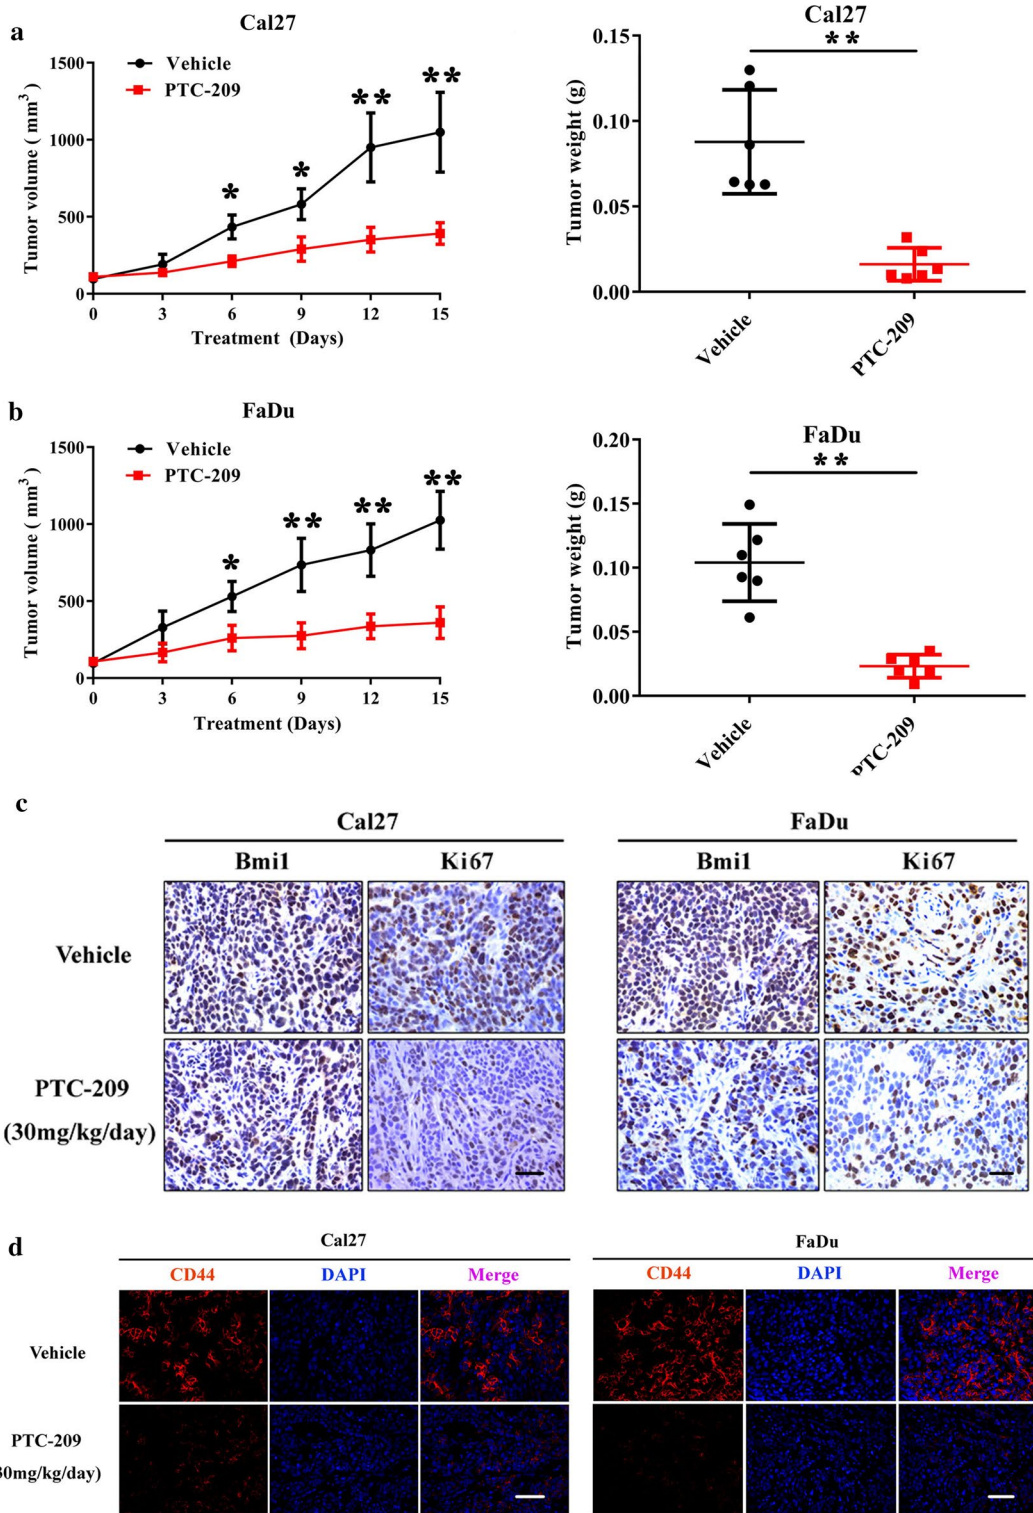 a
Cal27
Vehicle
PTC-209
Tumor volume ( mm3 )
1500
1000
500
0
* * ** **
0 3 6 9 12 15
Treatment (Days)
Cal27
**
Tumor weight (g)
0.15
0.10
0.05
0.00
Vehicle
PTC-209
b
FaDu
Vehicle
PTC-209
Tumor volume ( mm3 )
1500
1000
500
0
* ** ** **
0 3 6 9 12 15
Treatment (Days)
FaDu
**
Tumor weight (g)
0.20
0.15
0.10
0.05
0.00
Vehicle
PTC-209
c
Cal27 FaDu
Bmi1 Ki67 Bmi1 Ki67
Vehicle
PTC-209
(30mg/kg/day)
d
Cal27 FaDu
CD44 DAPI Merge CD44 DAPI Merge
Vehicle
PTC-209
30mg/kg/day)